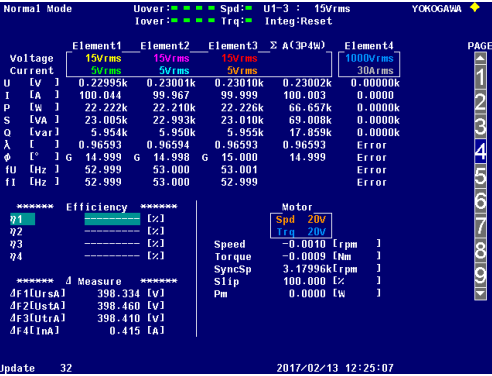 Normal Mode Uover: Spd: U1-3 : 15Vrms YOKOGAWA
Iover: Trq: Integ:Reset
Element1 Element2 Element3 Σ A(3P4W) Element4 PAGE
Voltage 15Vrms 15Vrms 15Vrms 1000Vrms
Current 5Vrms 5Vrms 5Vrms 30Arms
U [V ] 0.22995k 0.23001k 0.23010k 0.23002k 0.00000k
I [A ] 100.044 99.967 99.999 100.003 0.0000
P [W ] 22.222k 22.210k 22.226k 66.657k 0.0000k
S [VA ] 23.005k 22.993k 23.010k 69.008k 0.0000k
Q [var] 5.954k 5.950k 5.955k 17.859k 0.0000k
λ [ ] 0.96593 0.96594 0.96593 0.96593 Error
ϕ [° ] G 14.999 G 14.998 G 15.000 14.999 Error
fU [Hz ] 52.999 53.000 53.001 Error
fI [Hz ] 52.999 53.000 52.999 Error
1
2
3
4
5
6
7
8
9
****** Efficiency ******
η1 --------- [%]
η2 --------- [%]
η3 --------- [%]
η4 --------- [%]
Motor
Spd 20V
Trq 20V
Speed -0.0010 [rpm ]
Torque -0.0009 [Nm ]
SyncSp 3.17996k[rpm ]
Slip 100.000 [% ]
Pm 0.0000 [W ]
****** Δ Measure ******
ΔF1[UrsA] 398.334 [V]
ΔF2[UstA] 398.460 [V]
ΔF3[UtrA] 398.410 [V]
ΔF4[InA] 0.415 [A]
Update 32 2017/02/13 12:25:07